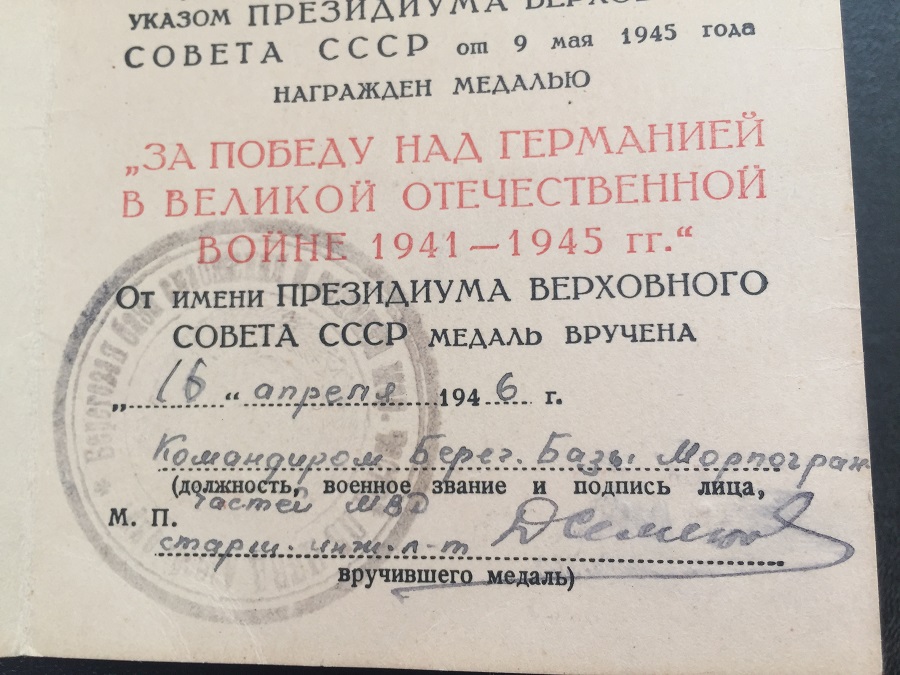 УКАЗОМ ПРЕЗИДИУМА
СОВЕТА СССР от 9 мая 1945 года
НАГРАЖДЕН МЕДАЛЬЮ
„ЗА ПОБЕДУ НАД ГЕРМАНИЕЙ
В ВЕЛИКОЙ ОТЕЧЕСТВЕННОЙ
ВОЙНЕ 1941—1945 гг.“
От имени ПРЕЗИДИУМА ВЕРХОВНОГО
СОВЕТА СССР МЕДАЛЬ ВРУЧЕНА
„16“ апреля 1946 г.
Командиром Берег. Базы Морпогран
(должность, военное звание и подпись лица,
частей МВД
М. П.
старш. инж. л-т
вручившего медаль)
Береговая база